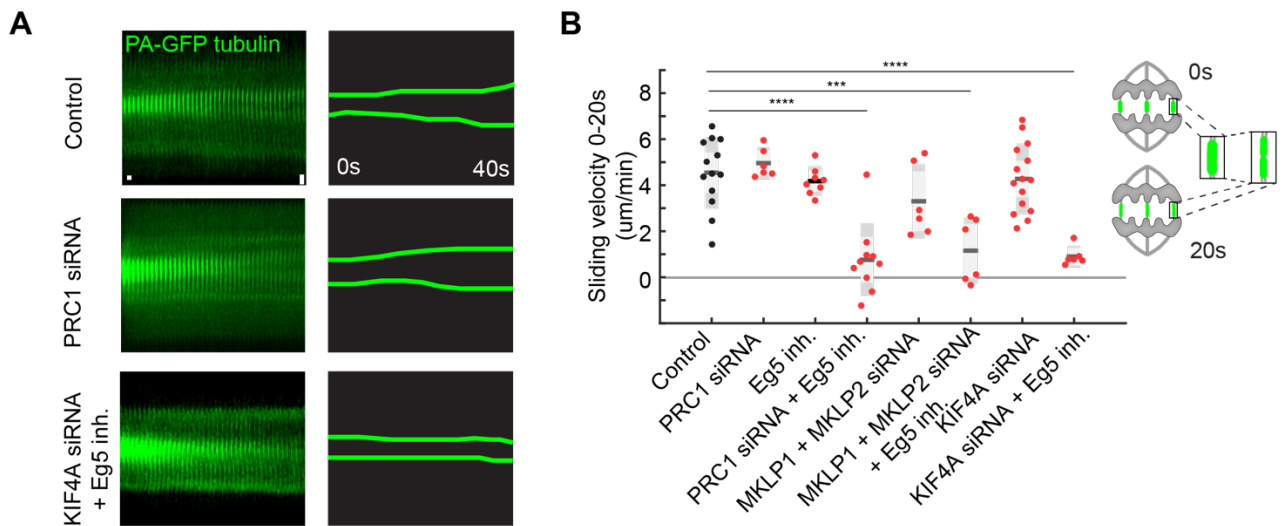 A
PA-GFP tubulin
Control
0s
40s
PRC1 siRNA
KIF4A siRNA
+ Eg5 inh.
B
Sliding velocity 0-20s
(um/min)
8
6
4
2
0
****
***
****
Control
PRC1 siRNA
Eg5 inh.
PRC1 siRNA + Eg5 inh.
MKLP1 + MKLP2 siRNA
MKLP1 + MKLP2 siRNA
+ Eg5 inh.
KIF4A siRNA
KIF4A siRNA + Eg5 inh.
0s
20s